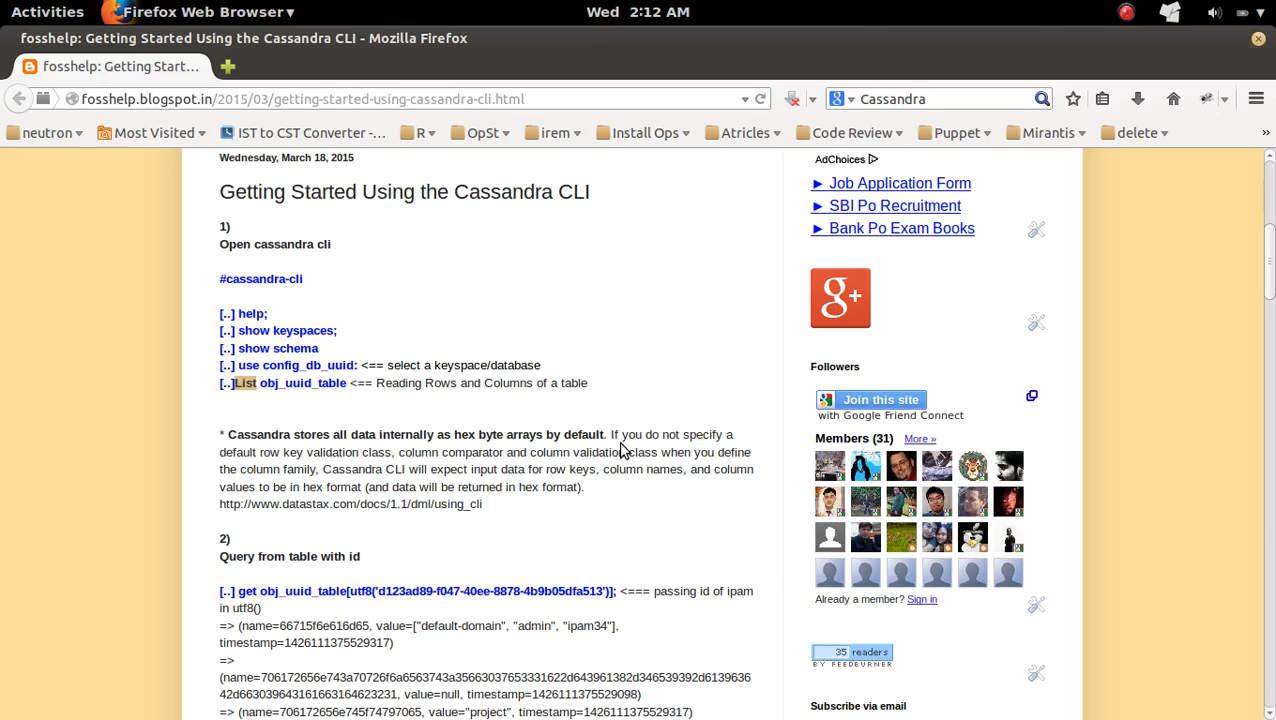 Activities Firefox Web Browser ▾ Wed 2:12 AM
fosshelp: Getting Started Using the Cassandra CLI - Mozilla Firefox
fosshelp: Getting Start...
fosshelp.blogspot.in/2015/03/getting-started-using-cassandra-cli.html
Cassandra
neutron Most Visited IST to CST Converter -... R OpSt irem Install Ops Atricles Code Review Puppet Mirantis delete »
Wednesday, March 18, 2015
Getting Started Using the Cassandra CLI
1)
Open cassandra cli
#cassandra-cli
[..] help;
[..] show keyspaces;
[..] show schema
[..] use config_db_uuid: <== select a keyspace/database
[..]List obj_uuid_table <== Reading Rows and Columns of a table
* Cassandra stores all data internally as hex byte arrays by default. If you do not specify a
default row key validation class, column comparator and column validation class when you define
the column family, Cassandra CLI will expect input data for row keys, column names, and column
values to be in hex format (and data will be returned in hex format).
http://www.datastax.com/docs/1.1/dml/using_cli
2)
Query from table with id
[..] get obj_uuid_table[utf8('d123ad89-f047-40ee-8878-4b9b05dfa513')]; <=== passing id of ipam
in utf8()
=> (name=66715f6e616d65, value=["default-domain", "admin", "ipam34"],
timestamp=1426111375529317)
=>
(name=706172656e743a70726f6a6563743a35663037653331622d643961382d346539392d6139636
42d663039643161663164623231, value=null, timestamp=1426111375529098)
=> (name=706172656e745f74797065, value="project", timestamp=1426111375529317)
AdChoices
► Job Application Form
► SBI Po Recruitment
► Bank Po Exam Books
g+
Followers
Join this site
with Google Friend Connect
Members (31) More »
Already a member? Sign in
35 readers
BY FEEDBURNER
Subscribe via email